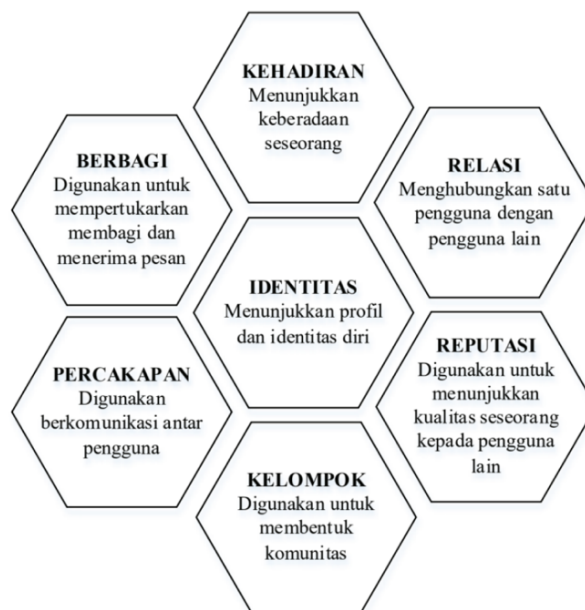 KEHADIRAN
Menunjukkan
keberadaan
seseorang
BERBAGI
Digunakan untuk
mempertukarkan
membagi dan
menerima pesan
RELASI
Menghubungkan satu
pengguna dengan
pengguna lain
IDENTITAS
Menunjukkan profil
dan identitas diri
PERCAKAPAN
Digunakan
berkomunikasi antar
pengguna
REPUTASI
Digunakan untuk
menunjukkan
kualitas seseorang
kepada pengguna
lain
KELOMPOK
Digunakan untuk
membentuk
komunitas